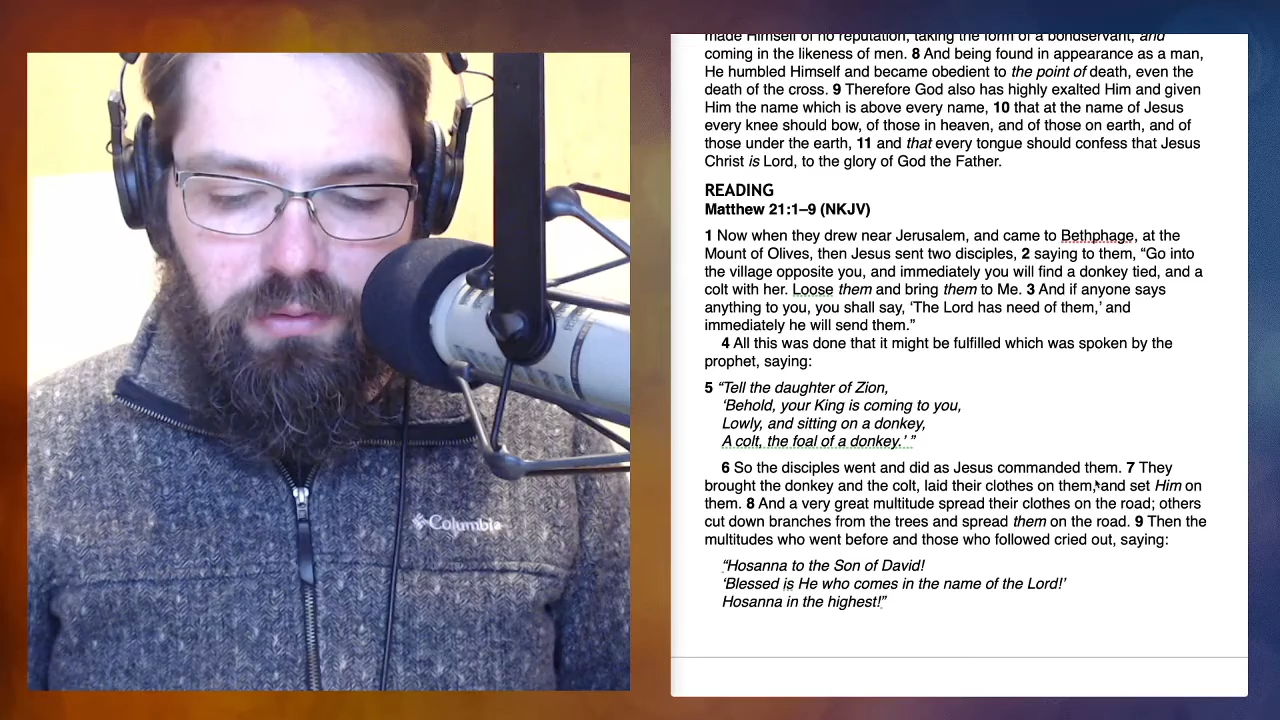 made Himself of no reputation, taking the form of a bondservant, and
coming in the likeness of men. 8 And being found in appearance as a man,
He humbled Himself and became obedient to the point of death, even the
death of the cross. 9 Therefore God also has highly exalted Him and given
Him the name which is above every name, 10 that at the name of Jesus
every knee should bow, of those in heaven, and of those on earth, and of
those under the earth, 11 and that every tongue should confess that Jesus
Christ is Lord, to the glory of God the Father.
READING
Matthew 21:1–9 (NKJV)
1 Now when they drew near Jerusalem, and came to Bethphage, at the
Mount of Olives, then Jesus sent two disciples, 2 saying to them, “Go into
the village opposite you, and immediately you will find a donkey tied, and a
colt with her. Loose them and bring them to Me. 3 And if anyone says
anything to you, you shall say, ‘The Lord has need of them,’ and
immediately he will send them.”
4 All this was done that it might be fulfilled which was spoken by the
prophet, saying:
5 “Tell the daughter of Zion,
‘Behold, your King is coming to you,
Lowly, and sitting on a donkey,
A colt, the foal of a donkey.’ ”
6 So the disciples went and did as Jesus commanded them. 7 They
brought the donkey and the colt, laid their clothes on them, and set Him on
them. 8 And a very great multitude spread their clothes on the road; others
cut down branches from the trees and spread them on the road. 9 Then the
multitudes who went before and those who followed cried out, saying:
“Hosanna to the Son of David!
‘Blessed is He who comes in the name of the Lord!’
Hosanna in the highest!”
Columbia